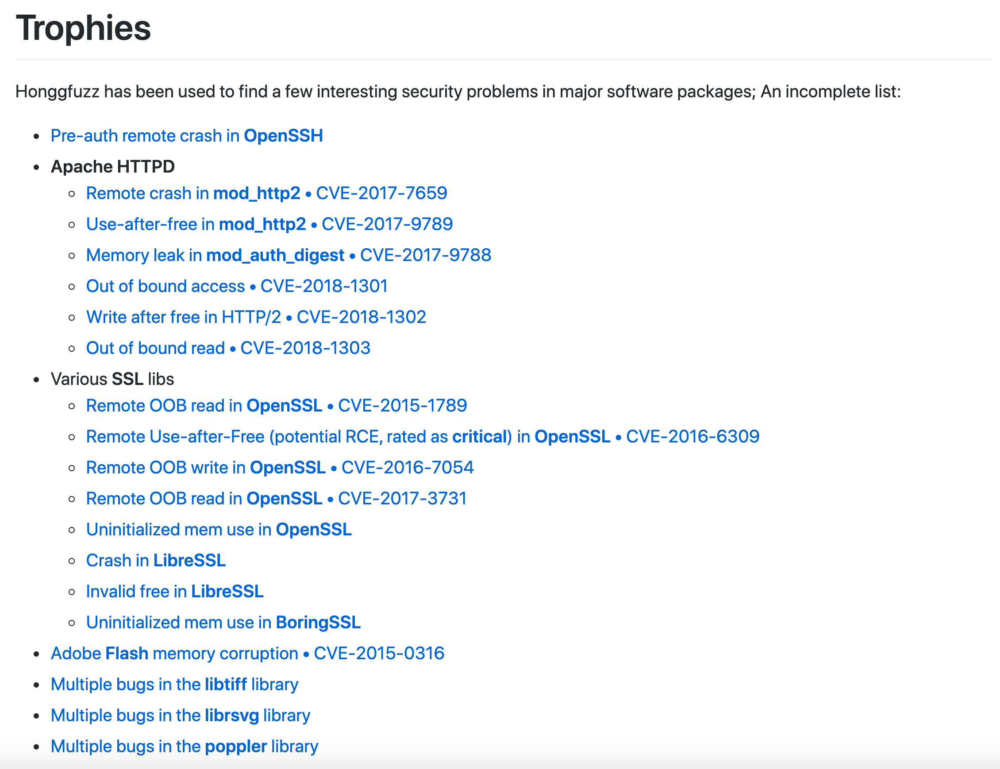 Trophies
Honggfuzz has been used to find a few interesting security problems in major software packages; An incomplete list:
• Pre-auth remote crash in OpenSSH
• Apache HTTPD
◦ Remote crash in mod_http2 • CVE-2017-7659
◦ Use-after-free in mod_http2 • CVE-2017-9789
◦ Memory leak in mod_auth_digest • CVE-2017-9788
◦ Out of bound access • CVE-2018-1301
◦ Write after free in HTTP/2 • CVE-2018-1302
◦ Out of bound read • CVE-2018-1303
• Various SSL libs
◦ Remote OOB read in OpenSSL • CVE-2015-1789
◦ Remote Use-after-Free (potential RCE, rated as critical) in OpenSSL • CVE-2016-6309
◦ Remote OOB write in OpenSSL • CVE-2016-7054
◦ Remote OOB read in OpenSSL • CVE-2017-3731
◦ Uninitialized mem use in OpenSSL
◦ Crash in LibreSSL
◦ Invalid free in LibreSSL
◦ Uninitialized mem use in BoringSSL
• Adobe Flash memory corruption • CVE-2015-0316
• Multiple bugs in the libtiff library
• Multiple bugs in the librsvg library
• Multiple bugs in the poppler library